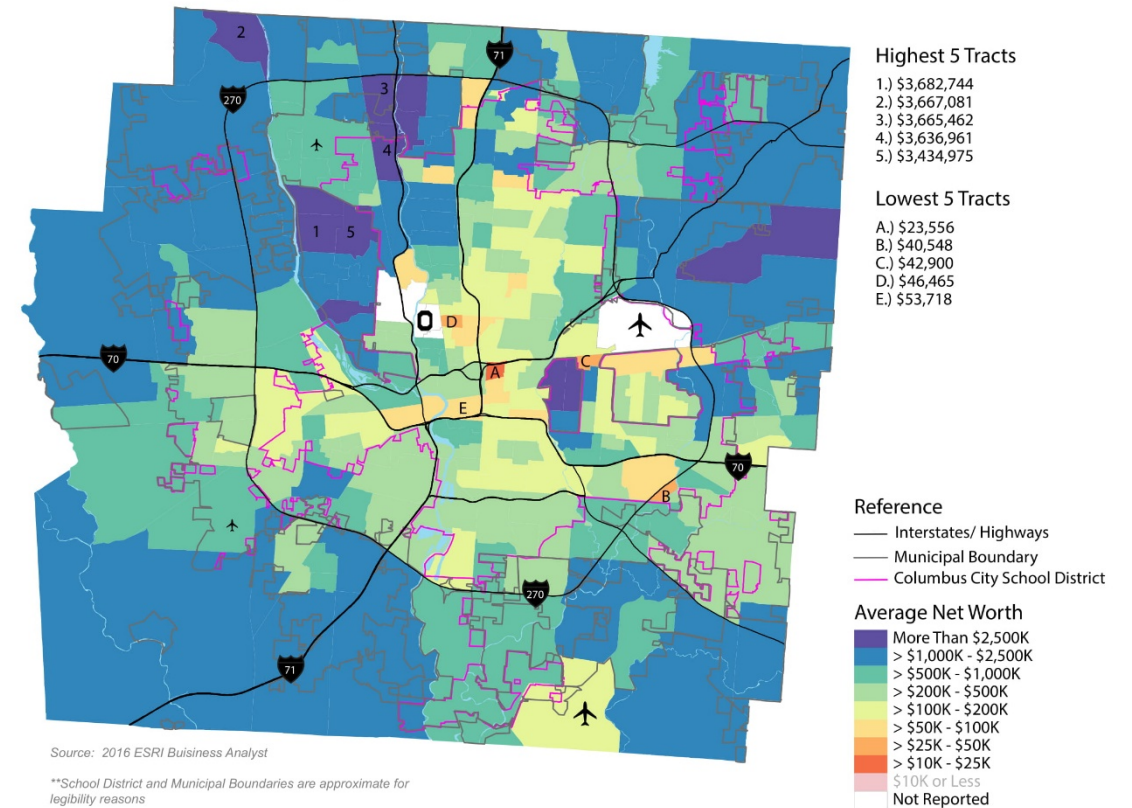 2
71
270
3
4
1 5
D
70
A
C
E
70
B
270
71
Highest 5 Tracts
1.) $3,682,744
2.) $3,667,081
3.) $3,665,462
4.) $3,636,961
5.) $3,434,975
Lowest 5 Tracts
A.) $23,556
B.) $40,548
C.) $42,900
D.) $46,465
E.) $53,718
Reference
Interstates/ Highways
Municipal Boundary
Columbus City School District
Average Net Worth
More Than $2,500K
> $1,000K - $2,500K
> $500K - $1,000K
> $200K - $500K
> $100K - $200K
> $50K - $100K
> $25K - $50K
> $10K - $25K
$10K or Less
Not Reported
Source: 2016 ESRI Buisiness Analyst
**School District and Municipal Boundaries are approximate for
legibility reasons